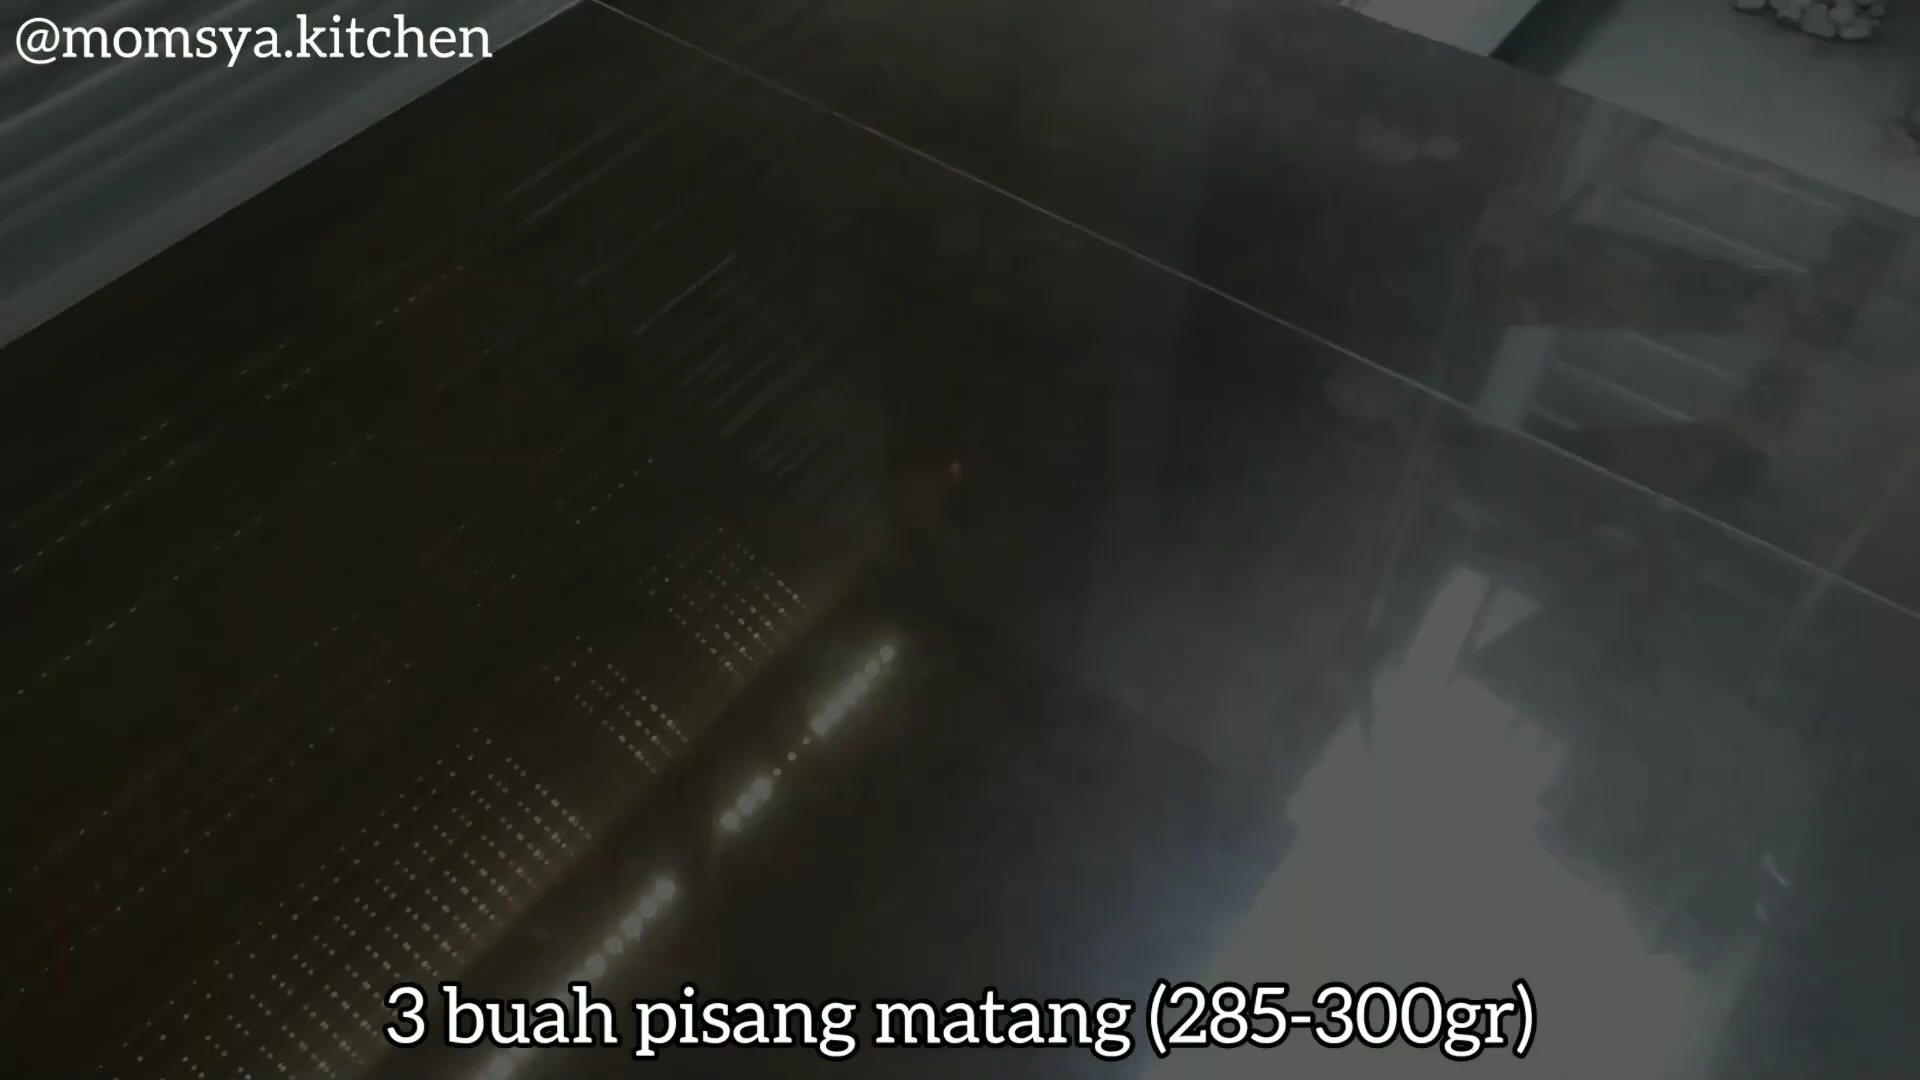 @momsya.kitchen
3 buah pisang matang (285-300gr)